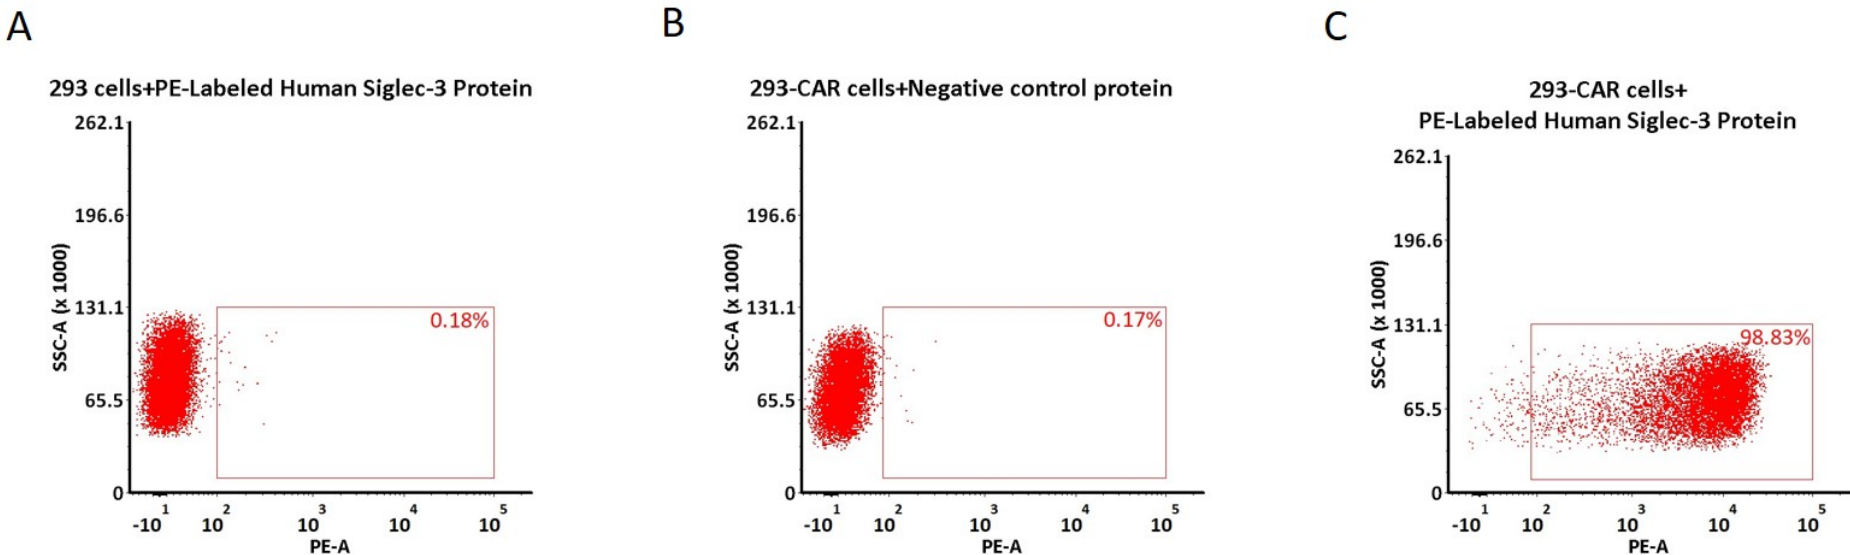 A
B
C
293 cells+PE-Labeled Human Siglec-3 Protein
262.1
196.6
131.1
65.5
0
SSC-A (x 1000)
0.18%
-10 1
10 2
10 3
10 4
10 5
PE-A
293-CAR cells+Negative control protein
262.1
196.6
131.1
65.5
0
SSC-A (x 1000)
0.17%
-10 1
10 2
10 3
10 4
10 5
PE-A
293-CAR cells+
PE-Labeled Human Siglec-3 Protein
262.1
196.6
131.1
65.5
0
SSC-A (x 1000)
98.83%
-10 1
10 2
10 3
10 4
10 5
PE-A